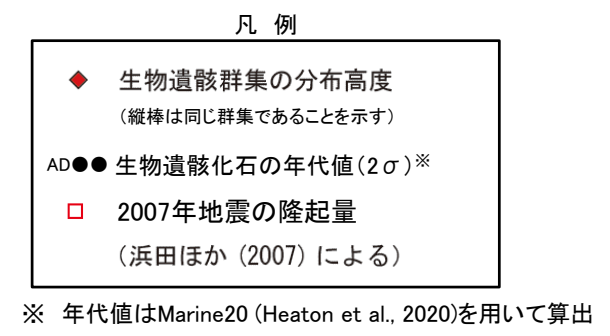 凡 例
生物遺骸群集の分布高度
（縦棒は同じ群集であることを示す）
AD●● 生物遺骸化石の年代値（2σ）※
2007年地震の隆起量
（浜田ほか (2007) による）
※ 年代値はMarine20 (Heaton et al., 2020)を用いて算出